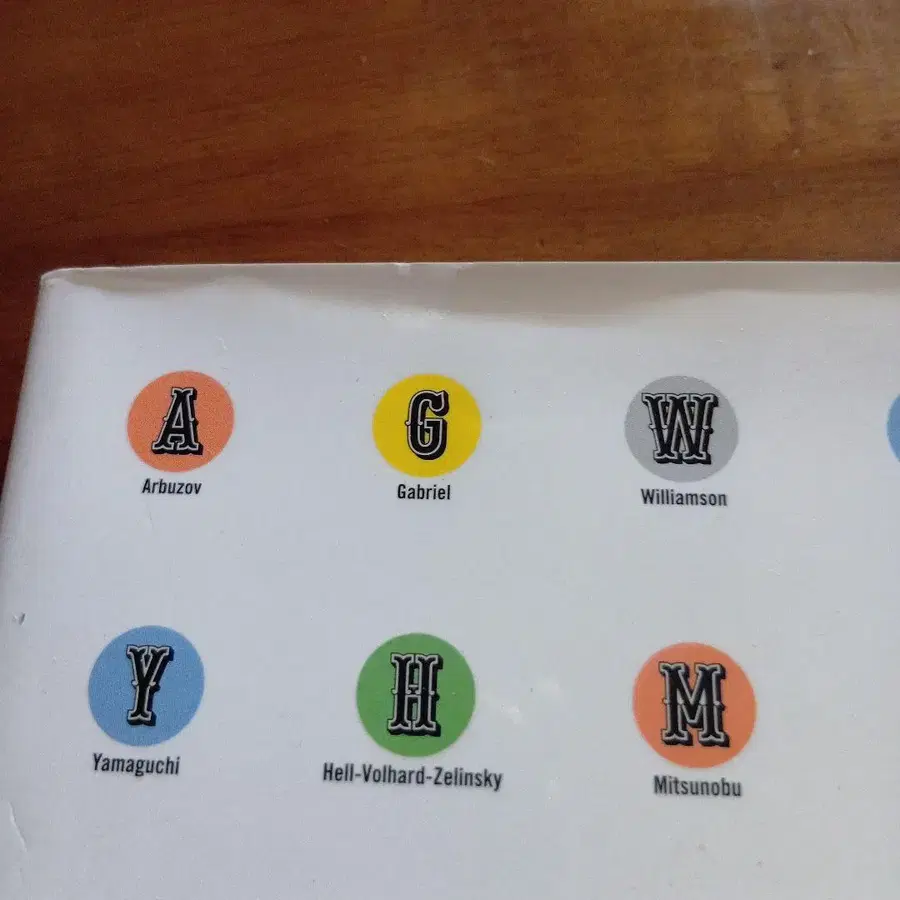 A
Arbuzov
G
Gabriel
W
Williamson
Y
Yamaguchi
H
Hell-Volhard-Zelinsky
M
Mitsunobu